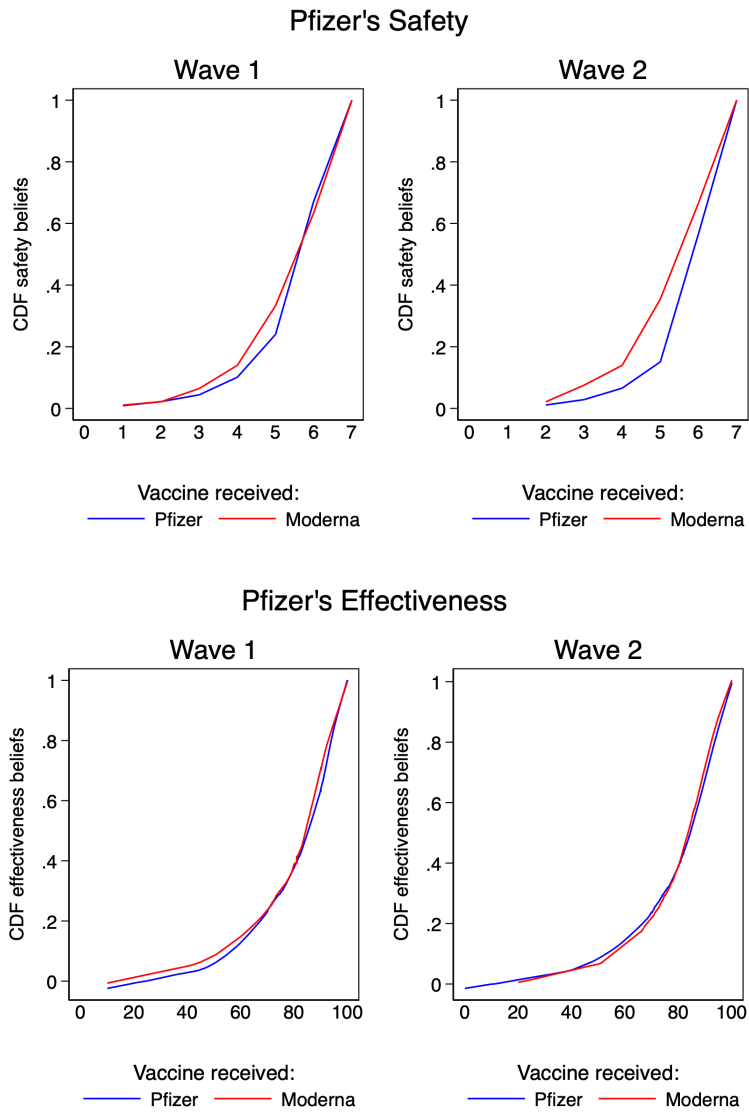 Pfizer's Safety
Wave 1
CDF safety beliefs
1
.8
.6
.4
.2
0
0 1 2 3 4 5 6 7
Vaccine received:
Pfizer Moderna
Wave 2
CDF safety beliefs
1
.8
.6
.4
.2
0
0 1 2 3 4 5 6 7
Vaccine received:
Pfizer Moderna
Pfizer's Effectiveness
Wave 1
CDF effectiveness beliefs
1
.8
.6
.4
.2
0
0 20 40 60 80 100
Vaccine received:
Pfizer Moderna
Wave 2
CDF effectiveness beliefs
1
.8
.6
.4
.2
0
0 20 40 60 80 100
Vaccine received:
Pfizer Moderna